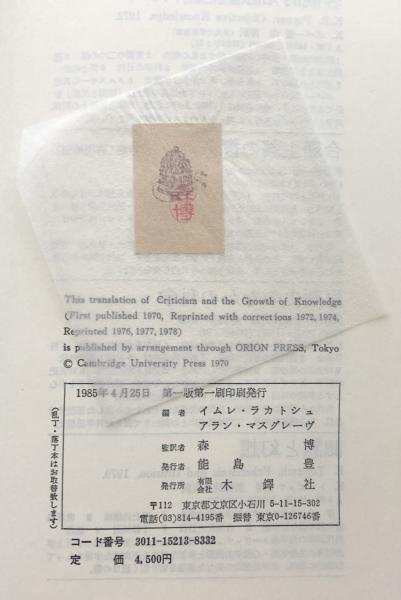 博
This translation of Criticism and the Growth of Knowledge
(First published 1970, Reprinted with corrections 1972, 1974,
Reprinted 1976, 1977, 1978)
is published by arrangement through ORION PRESS, Tokyo
© Cambridge University Press 1970
1985年4月25日 第一版第一刷印刷発行
編者 イムレ・ラカトシュ
アラン・マスグレーヴ
監訳者 森 博
発行者 能島 豊
発行所 有限会社 木鐸社
〒112 東京都文京区小石川 5-11-15-302
電話(03)814-4195番 振替 東京0-126746番
(乱丁・落丁本はお取替致します)
コード番号 3011-15213-8332
定 価 4,500円